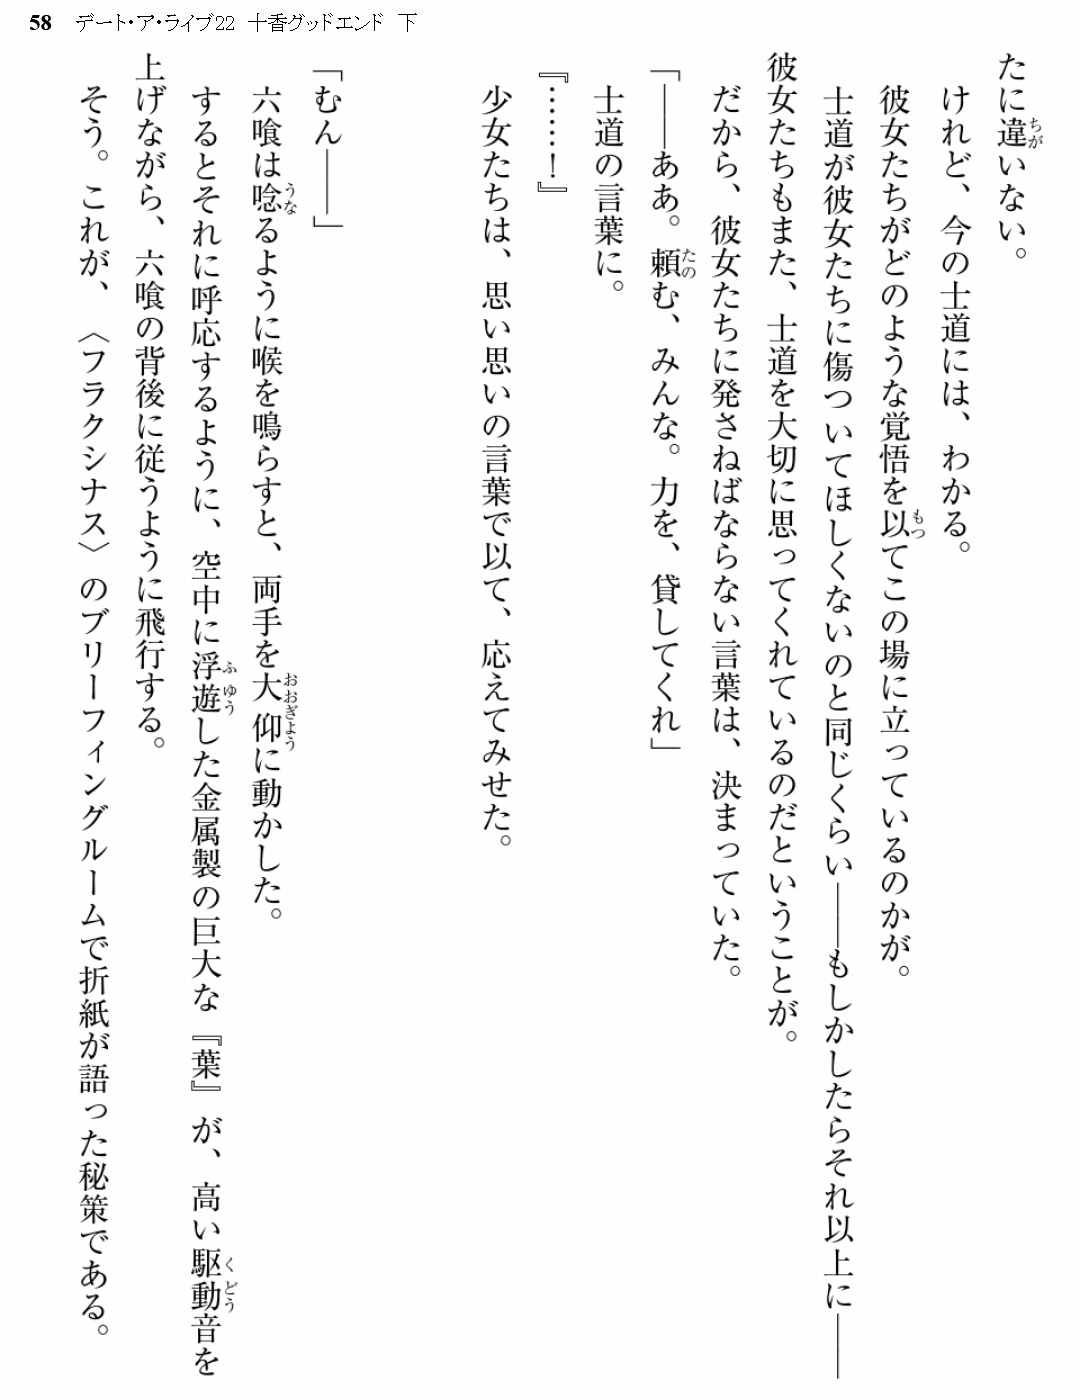 58 デート・ア・ライブ22 十香グッドエンド 下
たに違いない。
けれど、今の士道には、わかる。
彼女たちがどのような覚悟を以てこの場に立っているのかが。
士道が彼女たちに傷ついてほしくないのと同じくらい――もしかしたらそれ以上に――
彼女たちもまた、士道を大切に思ってくれているのだということが。
だから、彼女たちに発さねばならない言葉は、決まっていた。
「――ああ。頼む、みんな。力を、貸してくれ」
士道の言葉に。
『……！』
少女たちは、思い思いの言葉で以て、応えてみせた。
「むん――」
六喰は唸るように喉を鳴らすと、両手を大仰に動かした。
するとそれに呼応するように、空中に浮遊した金属製の巨大な『葉』が、高い駆動音を
上げながら、六喰の背後に従うように飛行する。
そう。これが、〈フラクシナス〉のブリーフィングルームで折紙が語った秘策である。